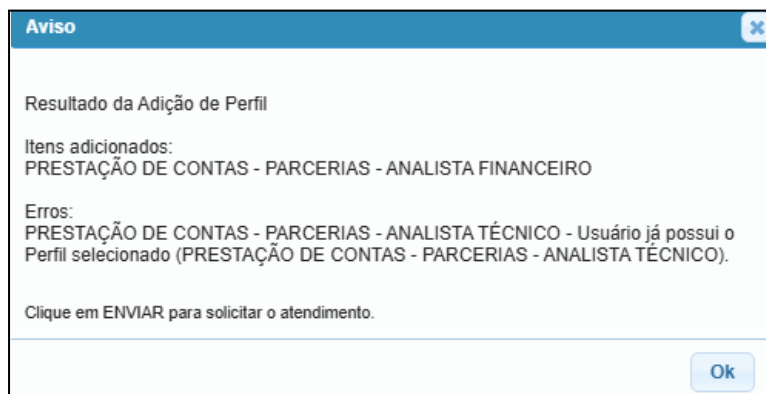 Aviso
Resultado da Adição de Perfil
Itens adicionados:
PRESTAÇÃO DE CONTAS - PARCERIAS - ANALISTA FINANCEIRO
Erros:
PRESTAÇÃO DE CONTAS - PARCERIAS - ANALISTA TÉCNICO - Usuário já possui o
Perfil selecionado (PRESTAÇÃO DE CONTAS - PARCERIAS - ANALISTA TÉCNICO).
Clique em ENVIAR para solicitar o atendimento.
Ok